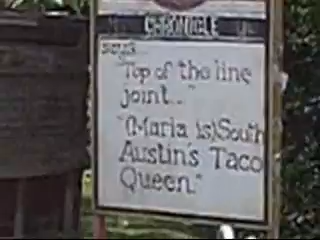 CHRONICLE
says...
"Top of the line
joint..."
"(Maria is) South
Austin's Taco
Queen."